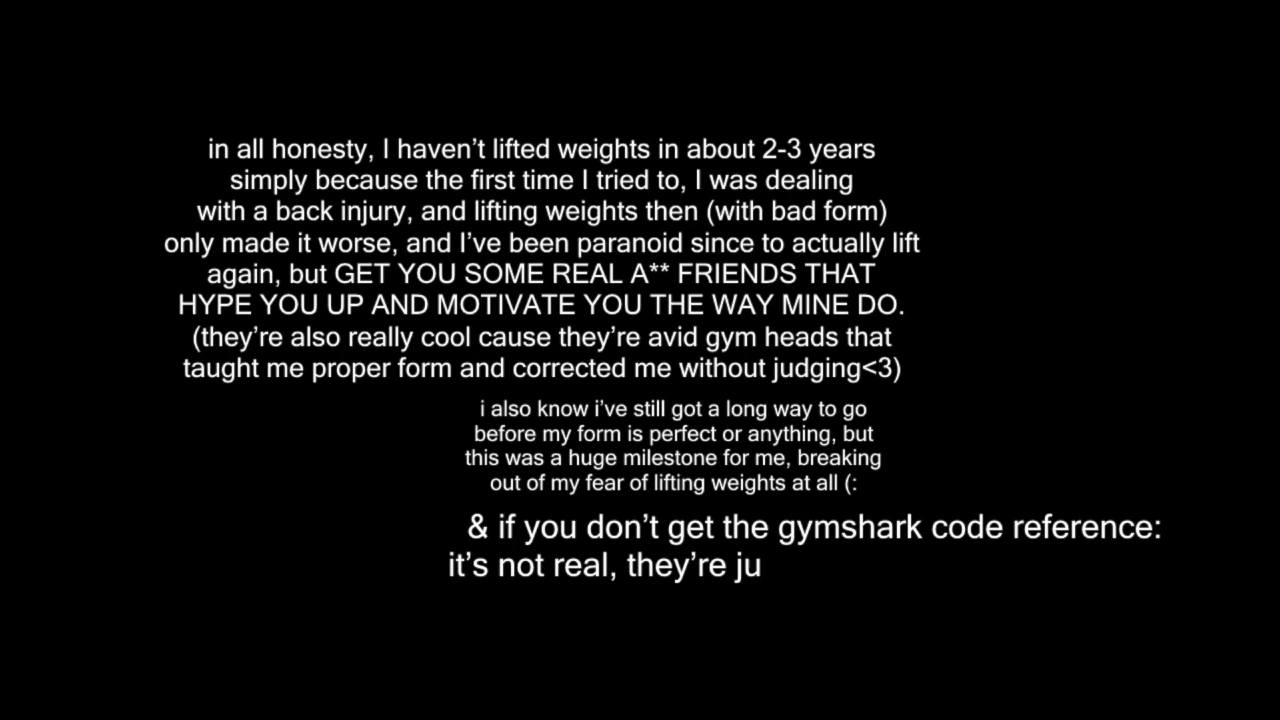 in all honesty, I haven’t lifted weights in about 2-3 years
simply because the first time I tried to, I was dealing
with a back injury, and lifting weights then (with bad form)
only made it worse, and I’ve been paranoid since to actually lift
again, but GET YOU SOME REAL A** FRIENDS THAT
HYPE YOU UP AND MOTIVATE YOU THE WAY MINE DO.
(they’re also really cool cause they’re avid gym heads that
taught me proper form and corrected me without judging<3)
i also know i’ve still got a long way to go
before my form is perfect or anything, but
this was a huge milestone for me, breaking
out of my fear of lifting weights at all (:
& if you don’t get the gymshark code reference:
it’s not real, they’re ju